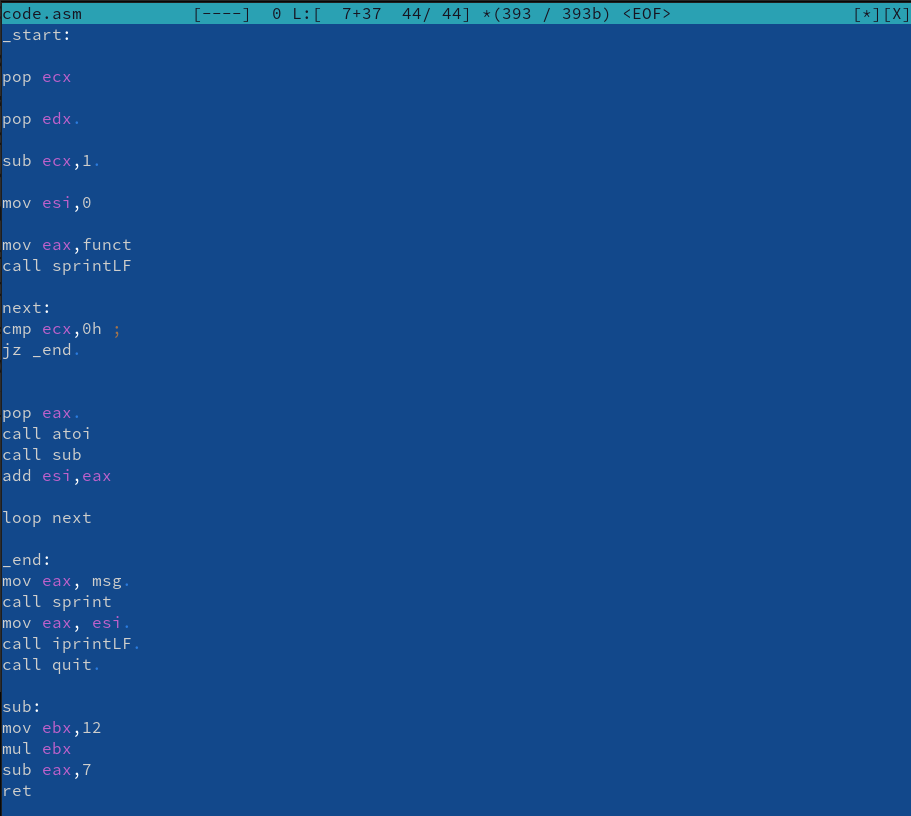 code.asm [----] 0 L:[ 7+37 44/ 44] *(393 / 393b) <EOF> [*][X]
_start:
pop ecx
pop edx.
sub ecx,1.
mov esi,0
mov eax,funct
call sprintLF
next:
cmp ecx,0h ;
jz _end.
pop eax.
call atoi
call sub
add esi,eax
loop next
_end:
mov eax, msg.
call sprint
mov eax, esi.
call iprintLF.
call quit.
sub:
mov ebx,12
mul ebx
sub eax,7
ret